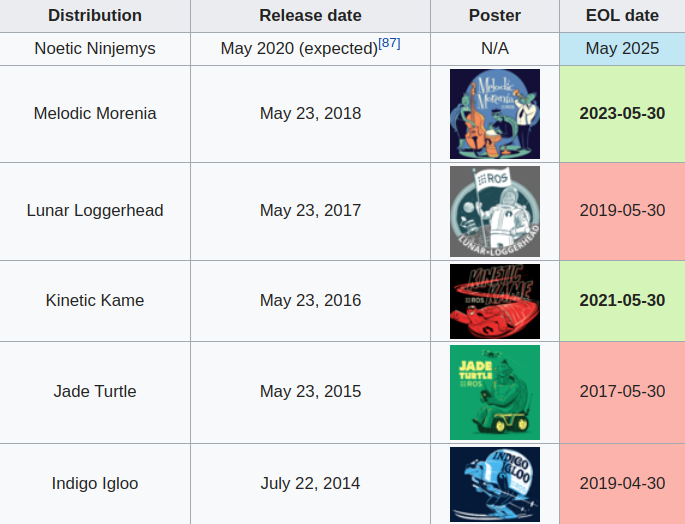 Distribution Release date Poster EOL date
Noetic Ninjemys May 2020 (expected)[87] N/A May 2025
Melodic Morenia May 23, 2018 Melodic Morenia 2023-05-30
Lunar Loggerhead May 23, 2017 ROS LUNAR LOGGERHEAD 2019-05-30
Kinetic Kame May 23, 2016 KINETIC KAME ROS 2021-05-30
Jade Turtle May 23, 2015 JADE TURTLE ROS 2017-05-30
Indigo Igloo July 22, 2014 INDIGO IGLOO 2019-04-30